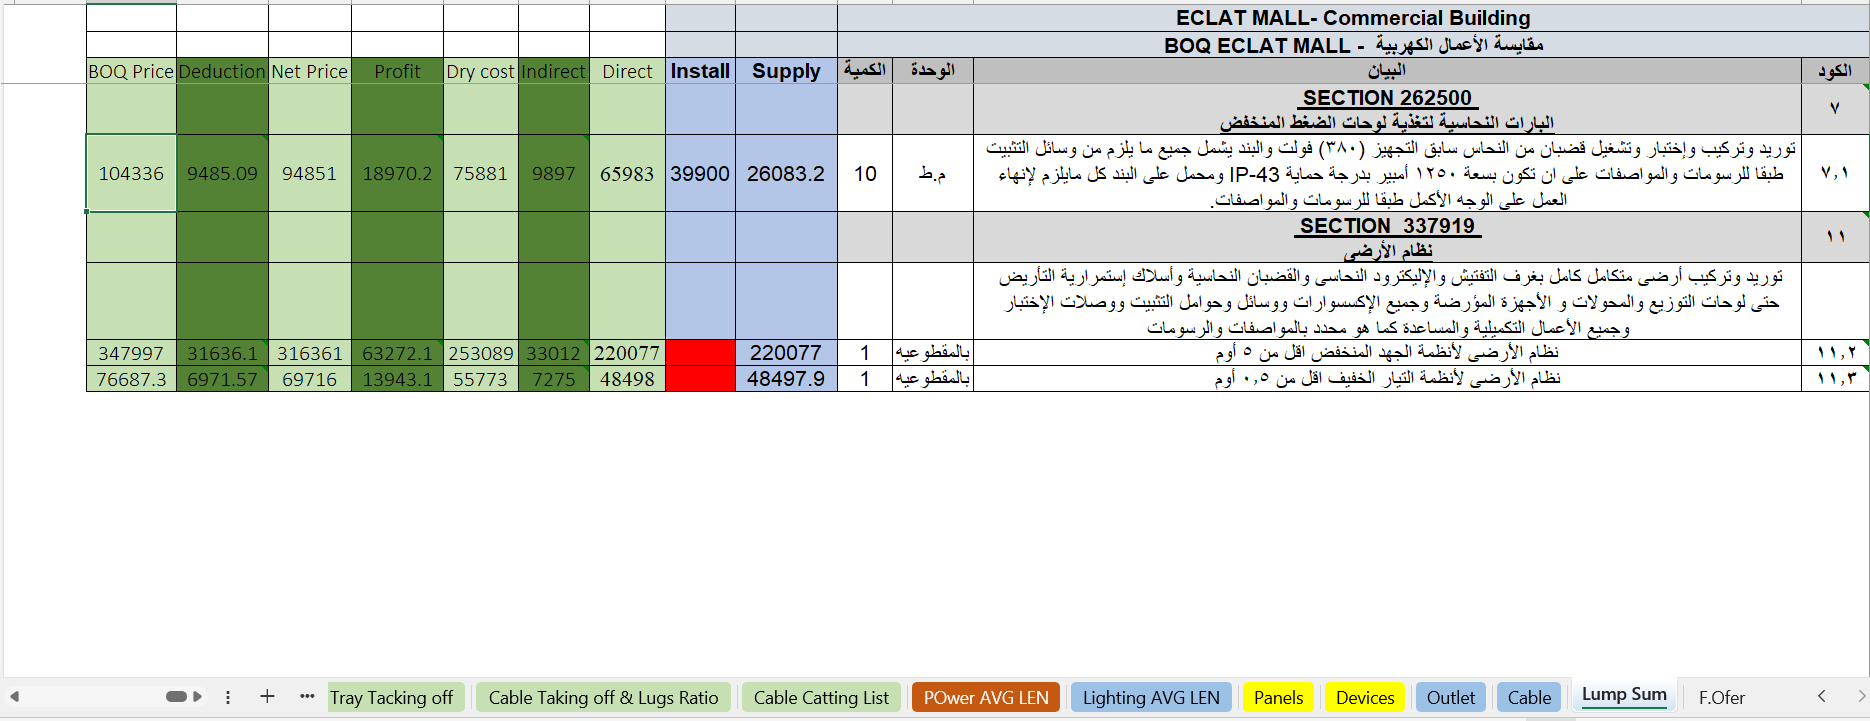 ECLAT MALL- Commercial Building
BOQ ECLAT MALL - مقايسة الأعمال الكهربية
BOQ Price Deduction Net Price Profit Dry cost Indirect Direct Install Supply الكمية الوحدة البيان الكود
SECTION 262500
٧
البارات النحاسية لتغذية لوحات الضغط المنخفض
توريد وتركيب وإختبار وتشغيل قضبان من النحاس سابق التجهيز (٣٨٠) فولت والبند يشمل جميع ما يلزم من وسائل التثبيت
104336 9485.09 94851 18970.2 75881 9897 65983 39900 26083.2 10 م.ط طبقا للرسومات والمواصفات على ان تكون بسعة ١٢٥٠ أمبير بدرجة حماية IP-43 ومحمل على البند كل مايلزم لإنهاء ٧,١
العمل على الوجه الأكمل طبقا للرسومات والمواصفات.
SECTION 337919
١١
نظام الأرضى
توريد وتركيب أرضى متكامل كامل بغرف التفتيش والإليكترود النحاسى والقضبان النحاسية وأسلاك إستمرارية التأريض
حتى لوحات التوزيع والمحولات و الأجهزة المؤرضة وجميع الإكسسوارات ووسائل وحوامل التثبيت ووصلات الإختبار
وجميع الأعمال التكميلية والمساعدة كما هو محدد بالمواصفات والرسومات
347997 31636.1 316361 63272.1 253089 33012 220077 220077 1 بالمقطوعيه نظام الأرضى لأنظمة الجهد المنخفض اقل من ٥ أوم ١١,٢
76687.3 6971.57 69716 13943.1 55773 7275 48498 48497.9 1 بالمقطوعيه نظام الأرضى لأنظمة التيار الخفيف اقل من ٠,٥ أوم ١١,٣
Tray Tacking off Cable Taking off & Lugs Ratio Cable Catting List POwer AVG LEN Lighting AVG LEN Panels Devices Outlet Cable Lump Sum F.Ofer